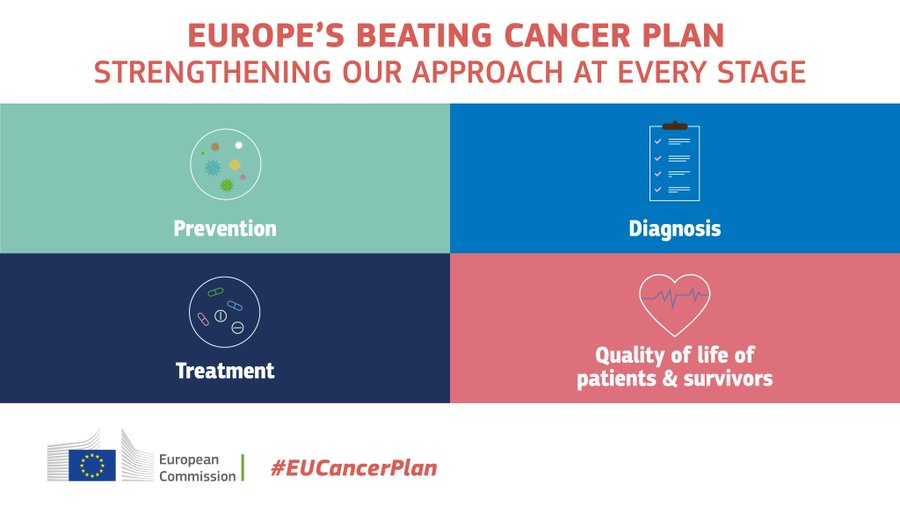 EUROPE'S BEATING CANCER PLAN
STRENGTHENING OUR APPROACH AT EVERY STAGE
Prevention
Diagnosis
Treatment
Quality of life of
patients & survivors
European
Commission
#EUCancerPlan